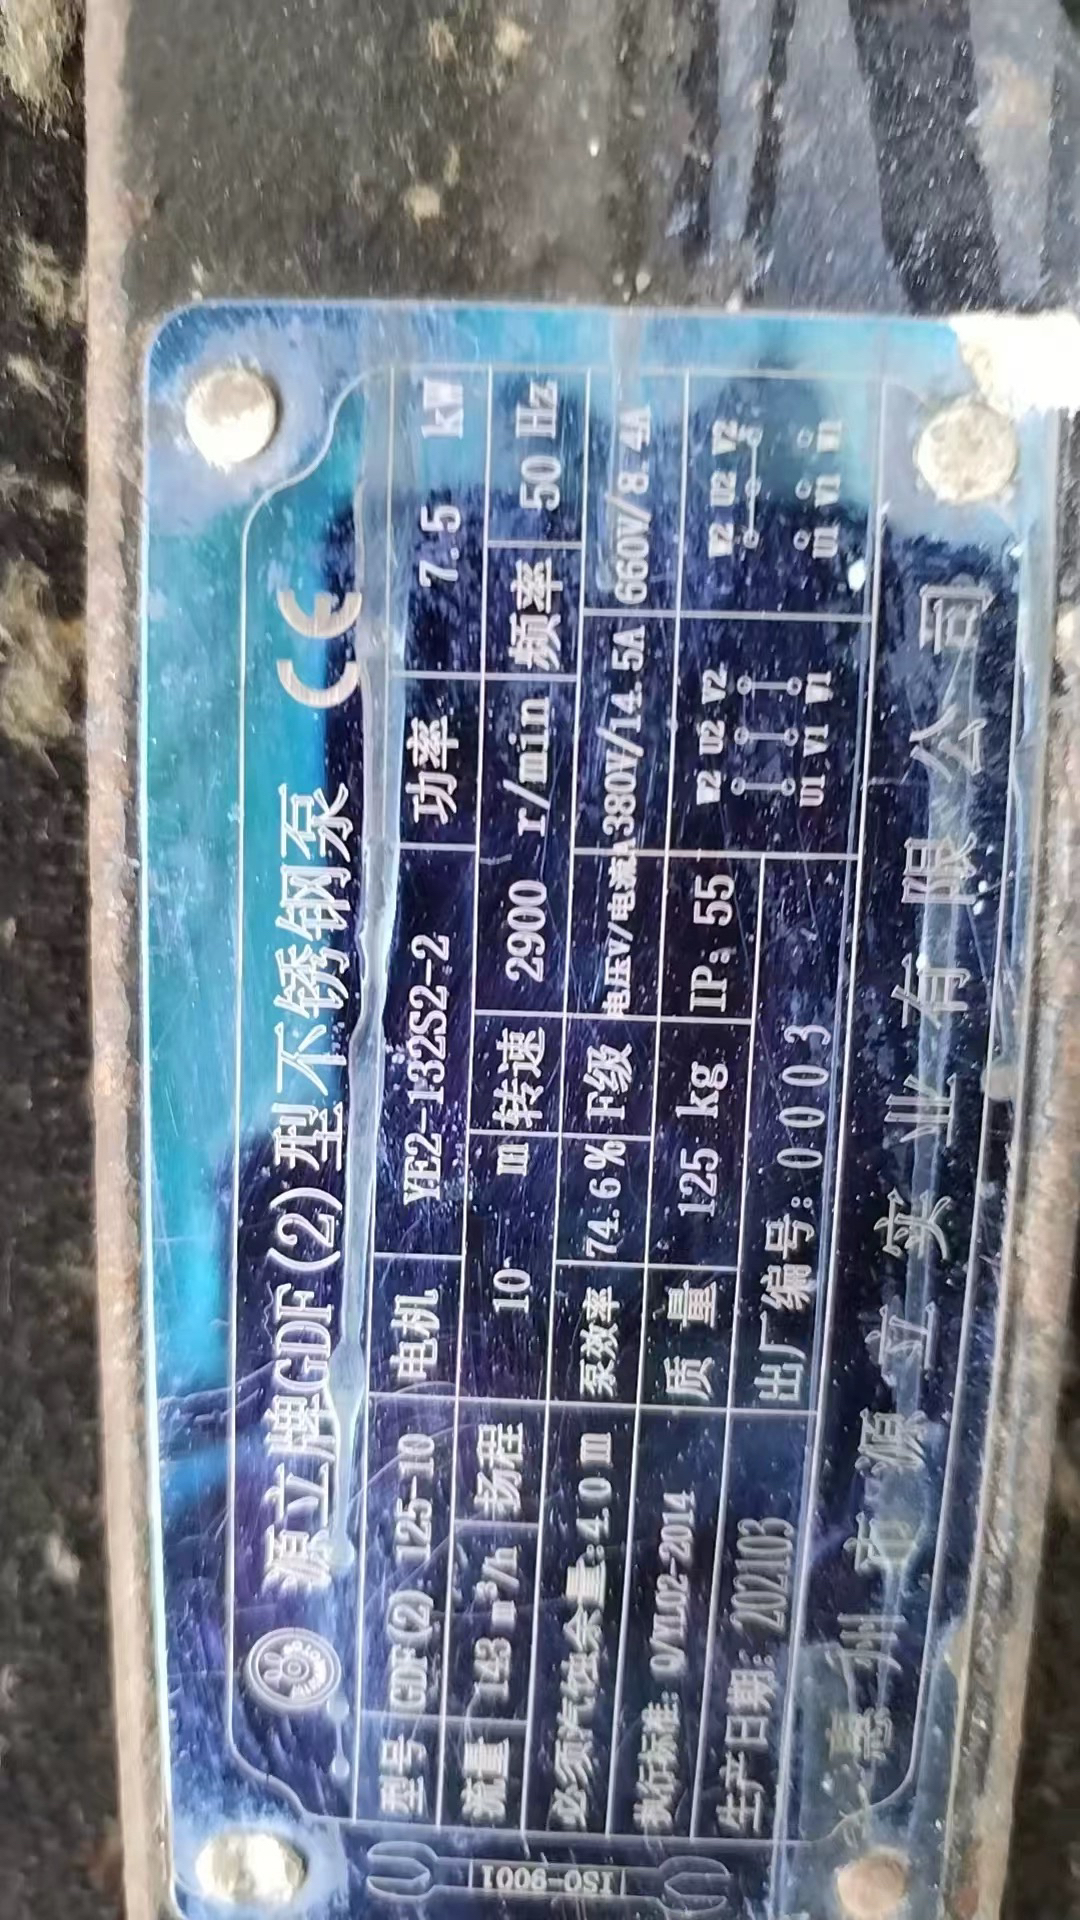 源立牌GDF(2)型不锈钢泵 CE
型号 GDF(2) 125-10 电机 YE2-132S2-2 功率 7.5 kW
流量 143 m³/h 扬程 10 m 转速 2900 r/min 频率 50 Hz
必须汽蚀余量:4.0 m 泵效率 74.6% F级 电压V/电流A 380V/14.5A 660V/8.4A
执行标准: Q/YL02-2014 质 量 125 kg IP: 55
W2 U2 V2 W2 U2 V2
U1 V1 W1 U1 V1 W1
生产日期: 202103 出厂编号: 0003
惠州市源立实业有限公司
ISO-9001